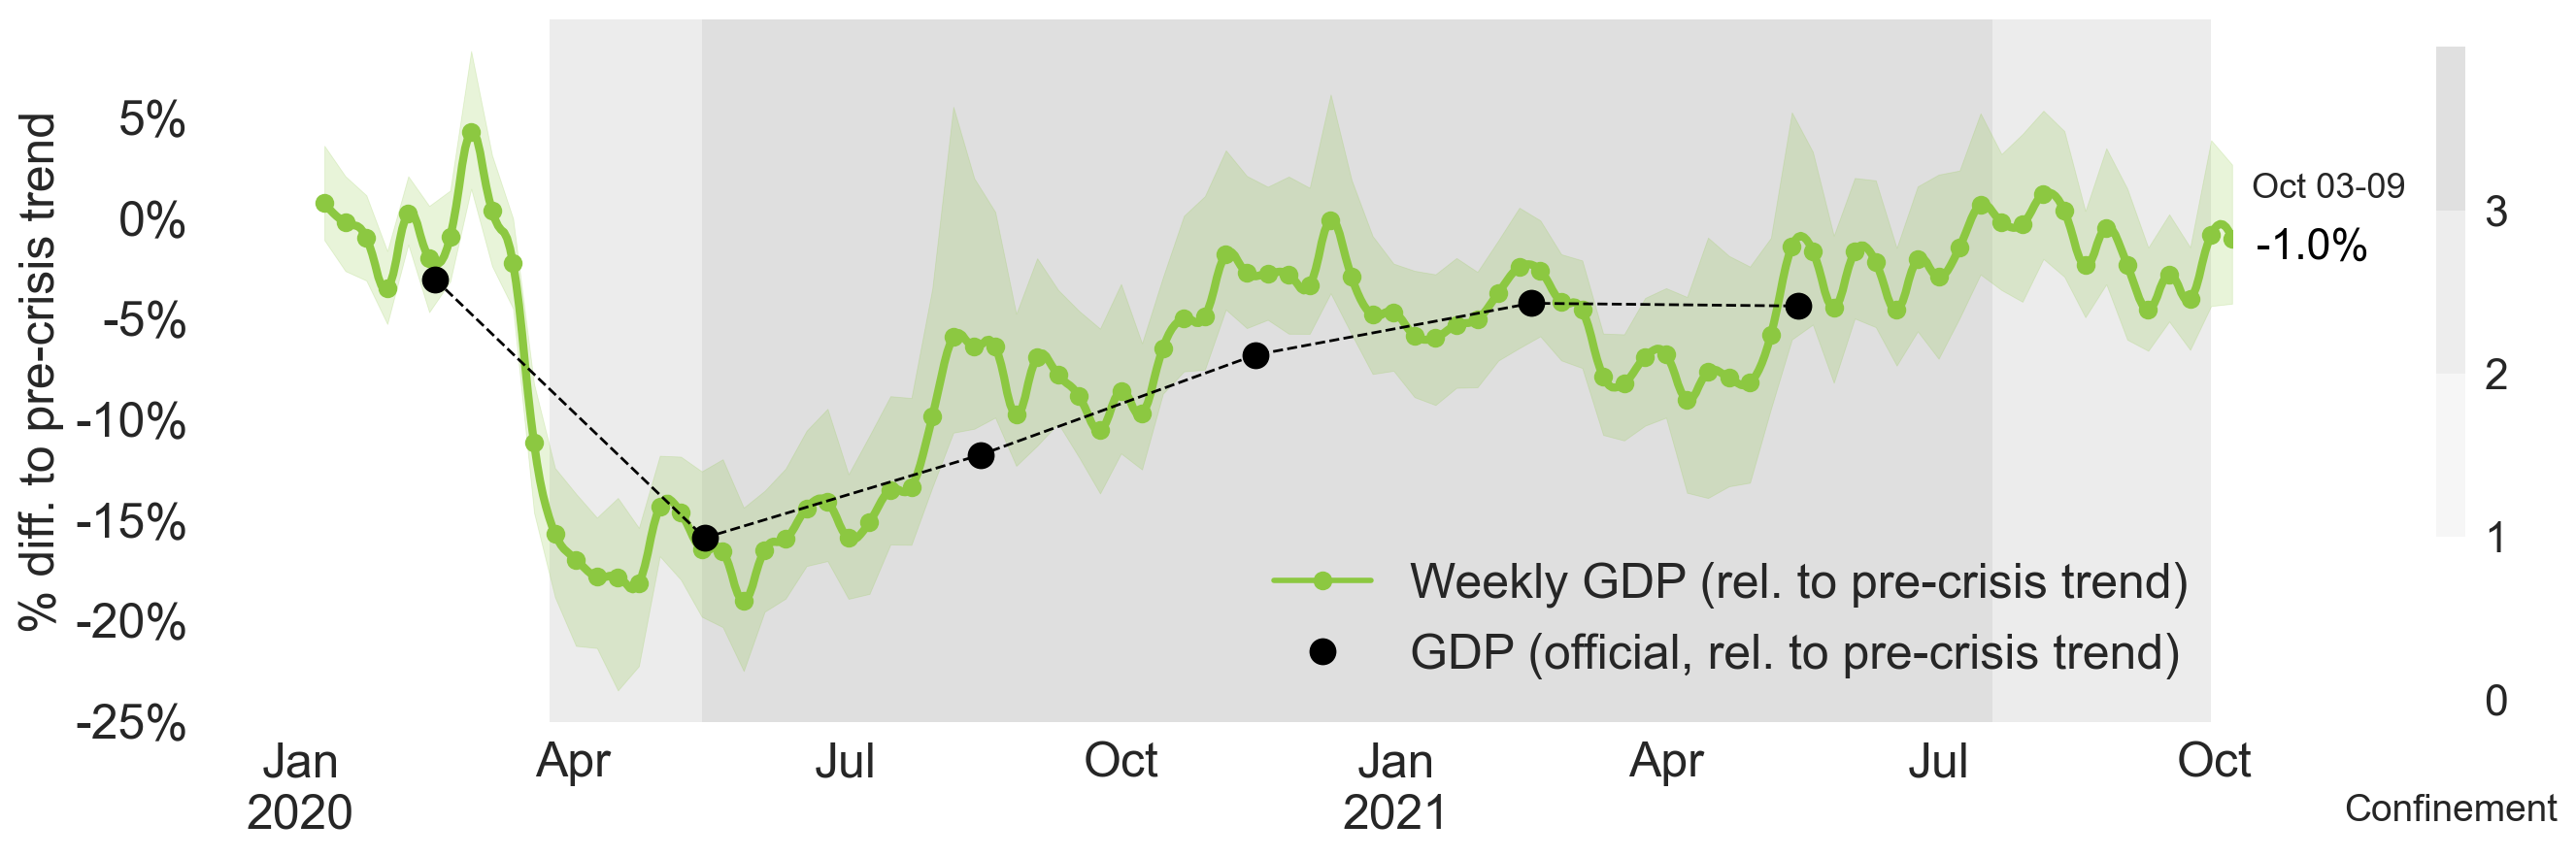 % diff. to pre-crisis trend
5%
0%
-5%
-10%
-15%
-20%
-25%
Jan
2020
Apr
Jul
Oct
Jan
2021
Apr
Jul
Oct
Weekly GDP (rel. to pre-crisis trend)
GDP (official, rel. to pre-crisis trend)
Oct 03-09
-1.0%
3
2
1
0
Confinement